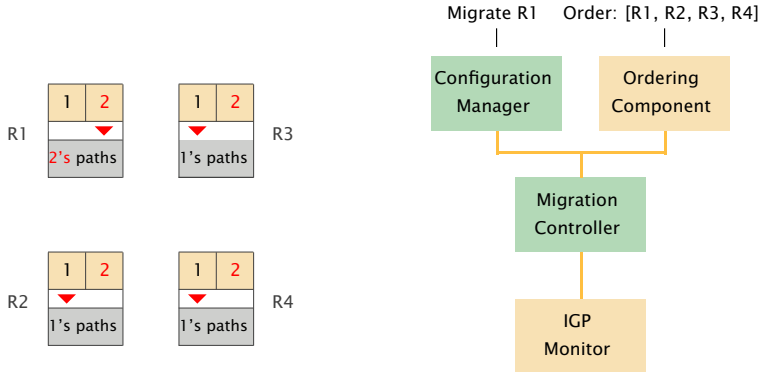 Migrate R1
Order: [R1, R2, R3, R4]
Configuration
Manager
Ordering
Component
1 2
1 2
R1
R3
2's paths
1's paths
Migration
Controller
1 2
1 2
R2
R4
1's paths
1's paths
IGP
Monitor